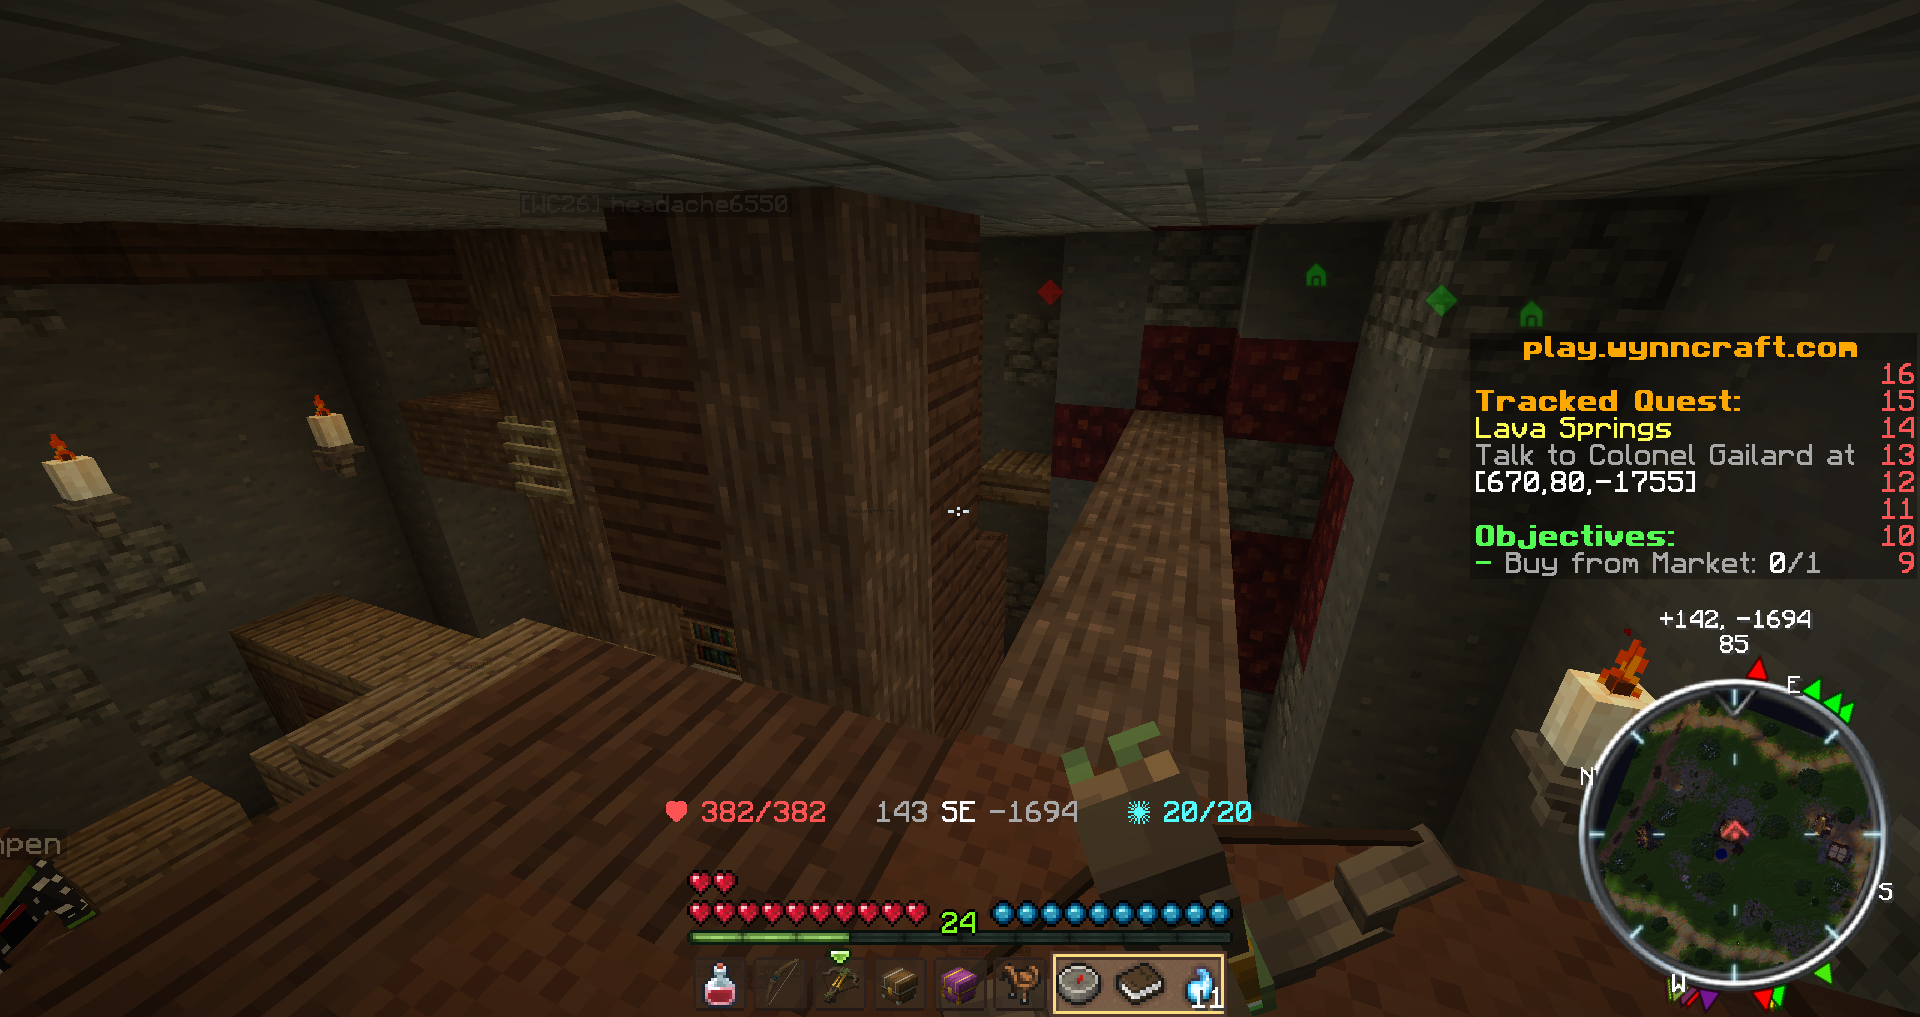 [WC26] headache6550
play.wynncraft.com
16
Tracked Quest: 15
Lava Springs 14
Talk to Colonel Gailard at 13
[670,80,-1755] 12
11
Objectives: 10
- Buy from Market: 0/1 9
+142, -1694
85
E
N
S
W
npen
382/382 143 SE -1694 20/20
24
11